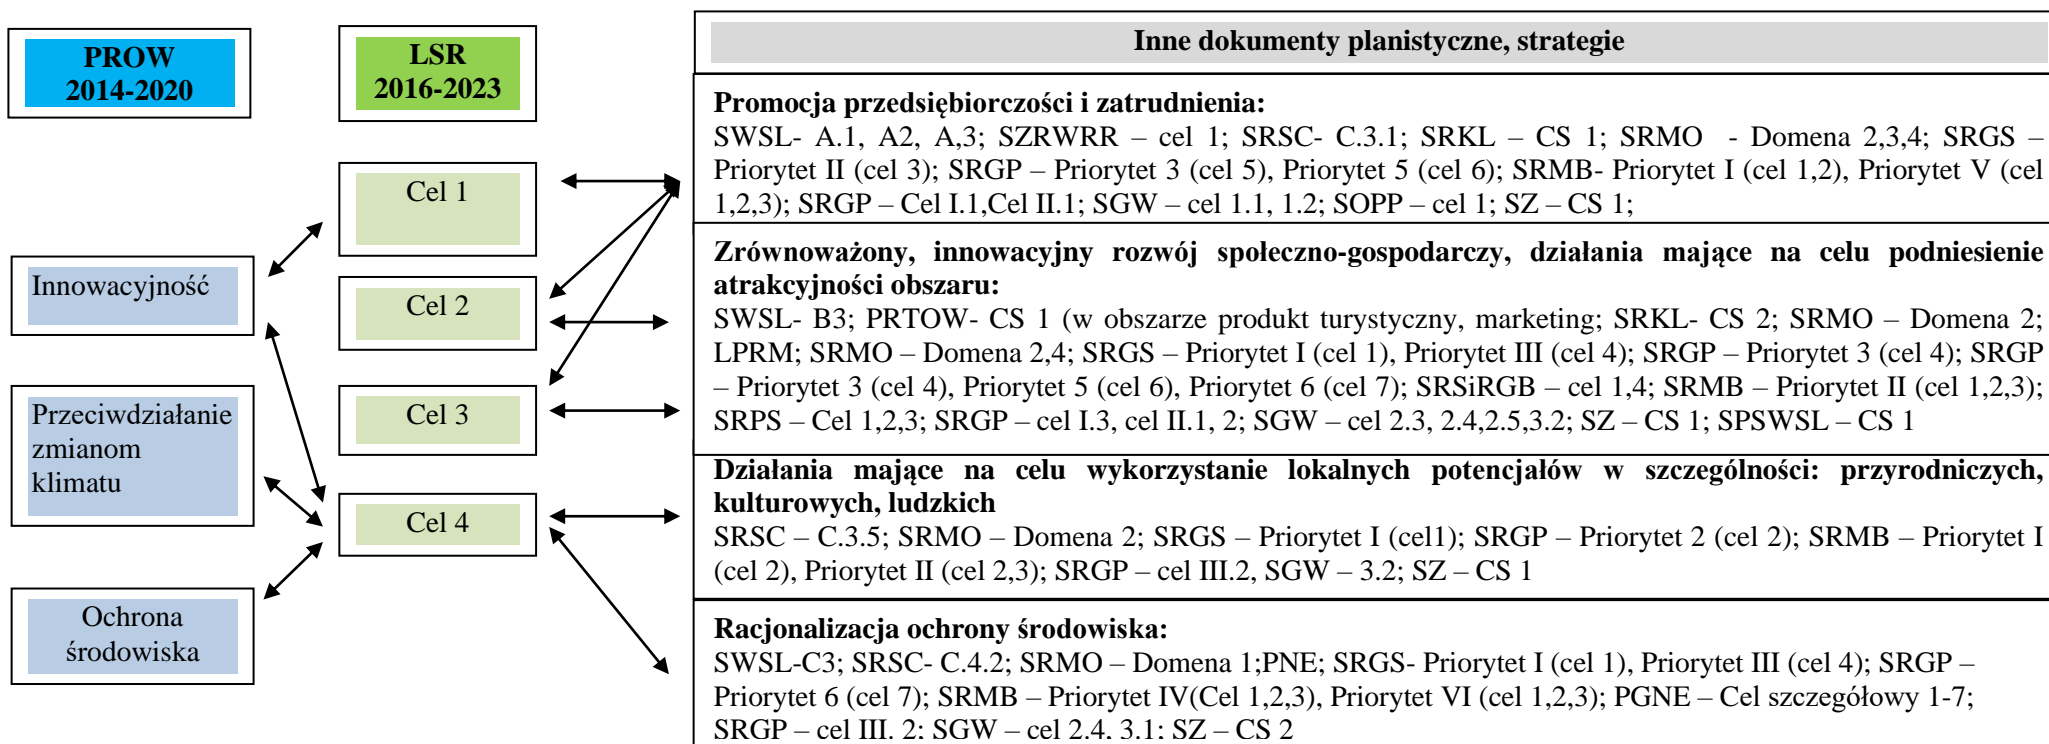 PROW
2014-2020
LSR
2016-2023
Inne dokumenty planistyczne, strategie
Innowacyjność
Przeciwdziałanie
zmianom
klimatu
Ochrona
środowiska
Cel 1
Cel 2
Cel 3
Cel 4
Promocja przedsiębiorczości i zatrudnienia:
SWSL- A.1, A2, A,3; SZRWRR – cel 1; SRSC- C.3.1; SRKL – CS 1; SRMO - Domena 2,3,4; SRGS –
Priorytet II (cel 3); SRGP – Priorytet 3 (cel 5), Priorytet 5 (cel 6); SRMB- Priorytet I (cel 1,2), Priorytet V (cel
1,2,3); SRGP – Cel I.1,Cel II.1; SGW – cel 1.1, 1.2; SOPP – cel 1; SZ – CS 1;
Zrównoważony, innowacyjny rozwój społeczno-gospodarczy, działania mające na celu podniesienie
atrakcyjności obszaru:
SWSL- B3; PRTOW- CS 1 (w obszarze produkt turystyczny, marketing; SRKL- CS 2; SRMO – Domena 2;
LPRM; SRMO – Domena 2,4; SRGS – Priorytet I (cel 1), Priorytet III (cel 4); SRGP – Priorytet 3 (cel 4); SRGP
– Priorytet 3 (cel 4), Priorytet 5 (cel 6), Priorytet 6 (cel 7); SRSiRGB – cel 1,4; SRMB – Priorytet II (cel 1,2,3);
SRPS – Cel 1,2,3; SRGP – cel I.3, cel II.1, 2; SGW – cel 2.3, 2.4,2.5,3.2; SZ – CS 1; SPSWSL – CS 1
Działania mające na celu wykorzystanie lokalnych potencjałów w szczególności: przyrodniczych,
kulturowych, ludzkich
SRSC – C.3.5; SRMO – Domena 2; SRGS – Priorytet I (cel1); SRGP – Priorytet 2 (cel 2); SRMB – Priorytet I
(cel 2), Priorytet II (cel 2,3); SRGP – cel III.2, SGW – 3.2; SZ – CS 1
Racjonalizacja ochrony środowiska:
SWSL-C3; SRSC- C.4.2; SRMO – Domena 1;PNE; SRGS- Priorytet I (cel 1), Priorytet III (cel 4); SRGP –
Priorytet 6 (cel 7); SRMB – Priorytet IV(Cel 1,2,3), Priorytet VI (cel 1,2,3); PGNE – Cel szczegółowy 1-7;
SRGP – cel III. 2; SGW – cel 2.4, 3.1; SZ – CS 2